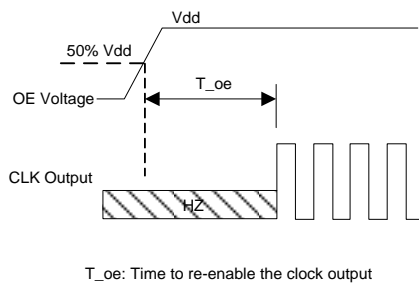 Vdd
50% Vdd
T_oe
OE Voltage
CLK Output
HZ
T_oe: Time to re-enable the clock output